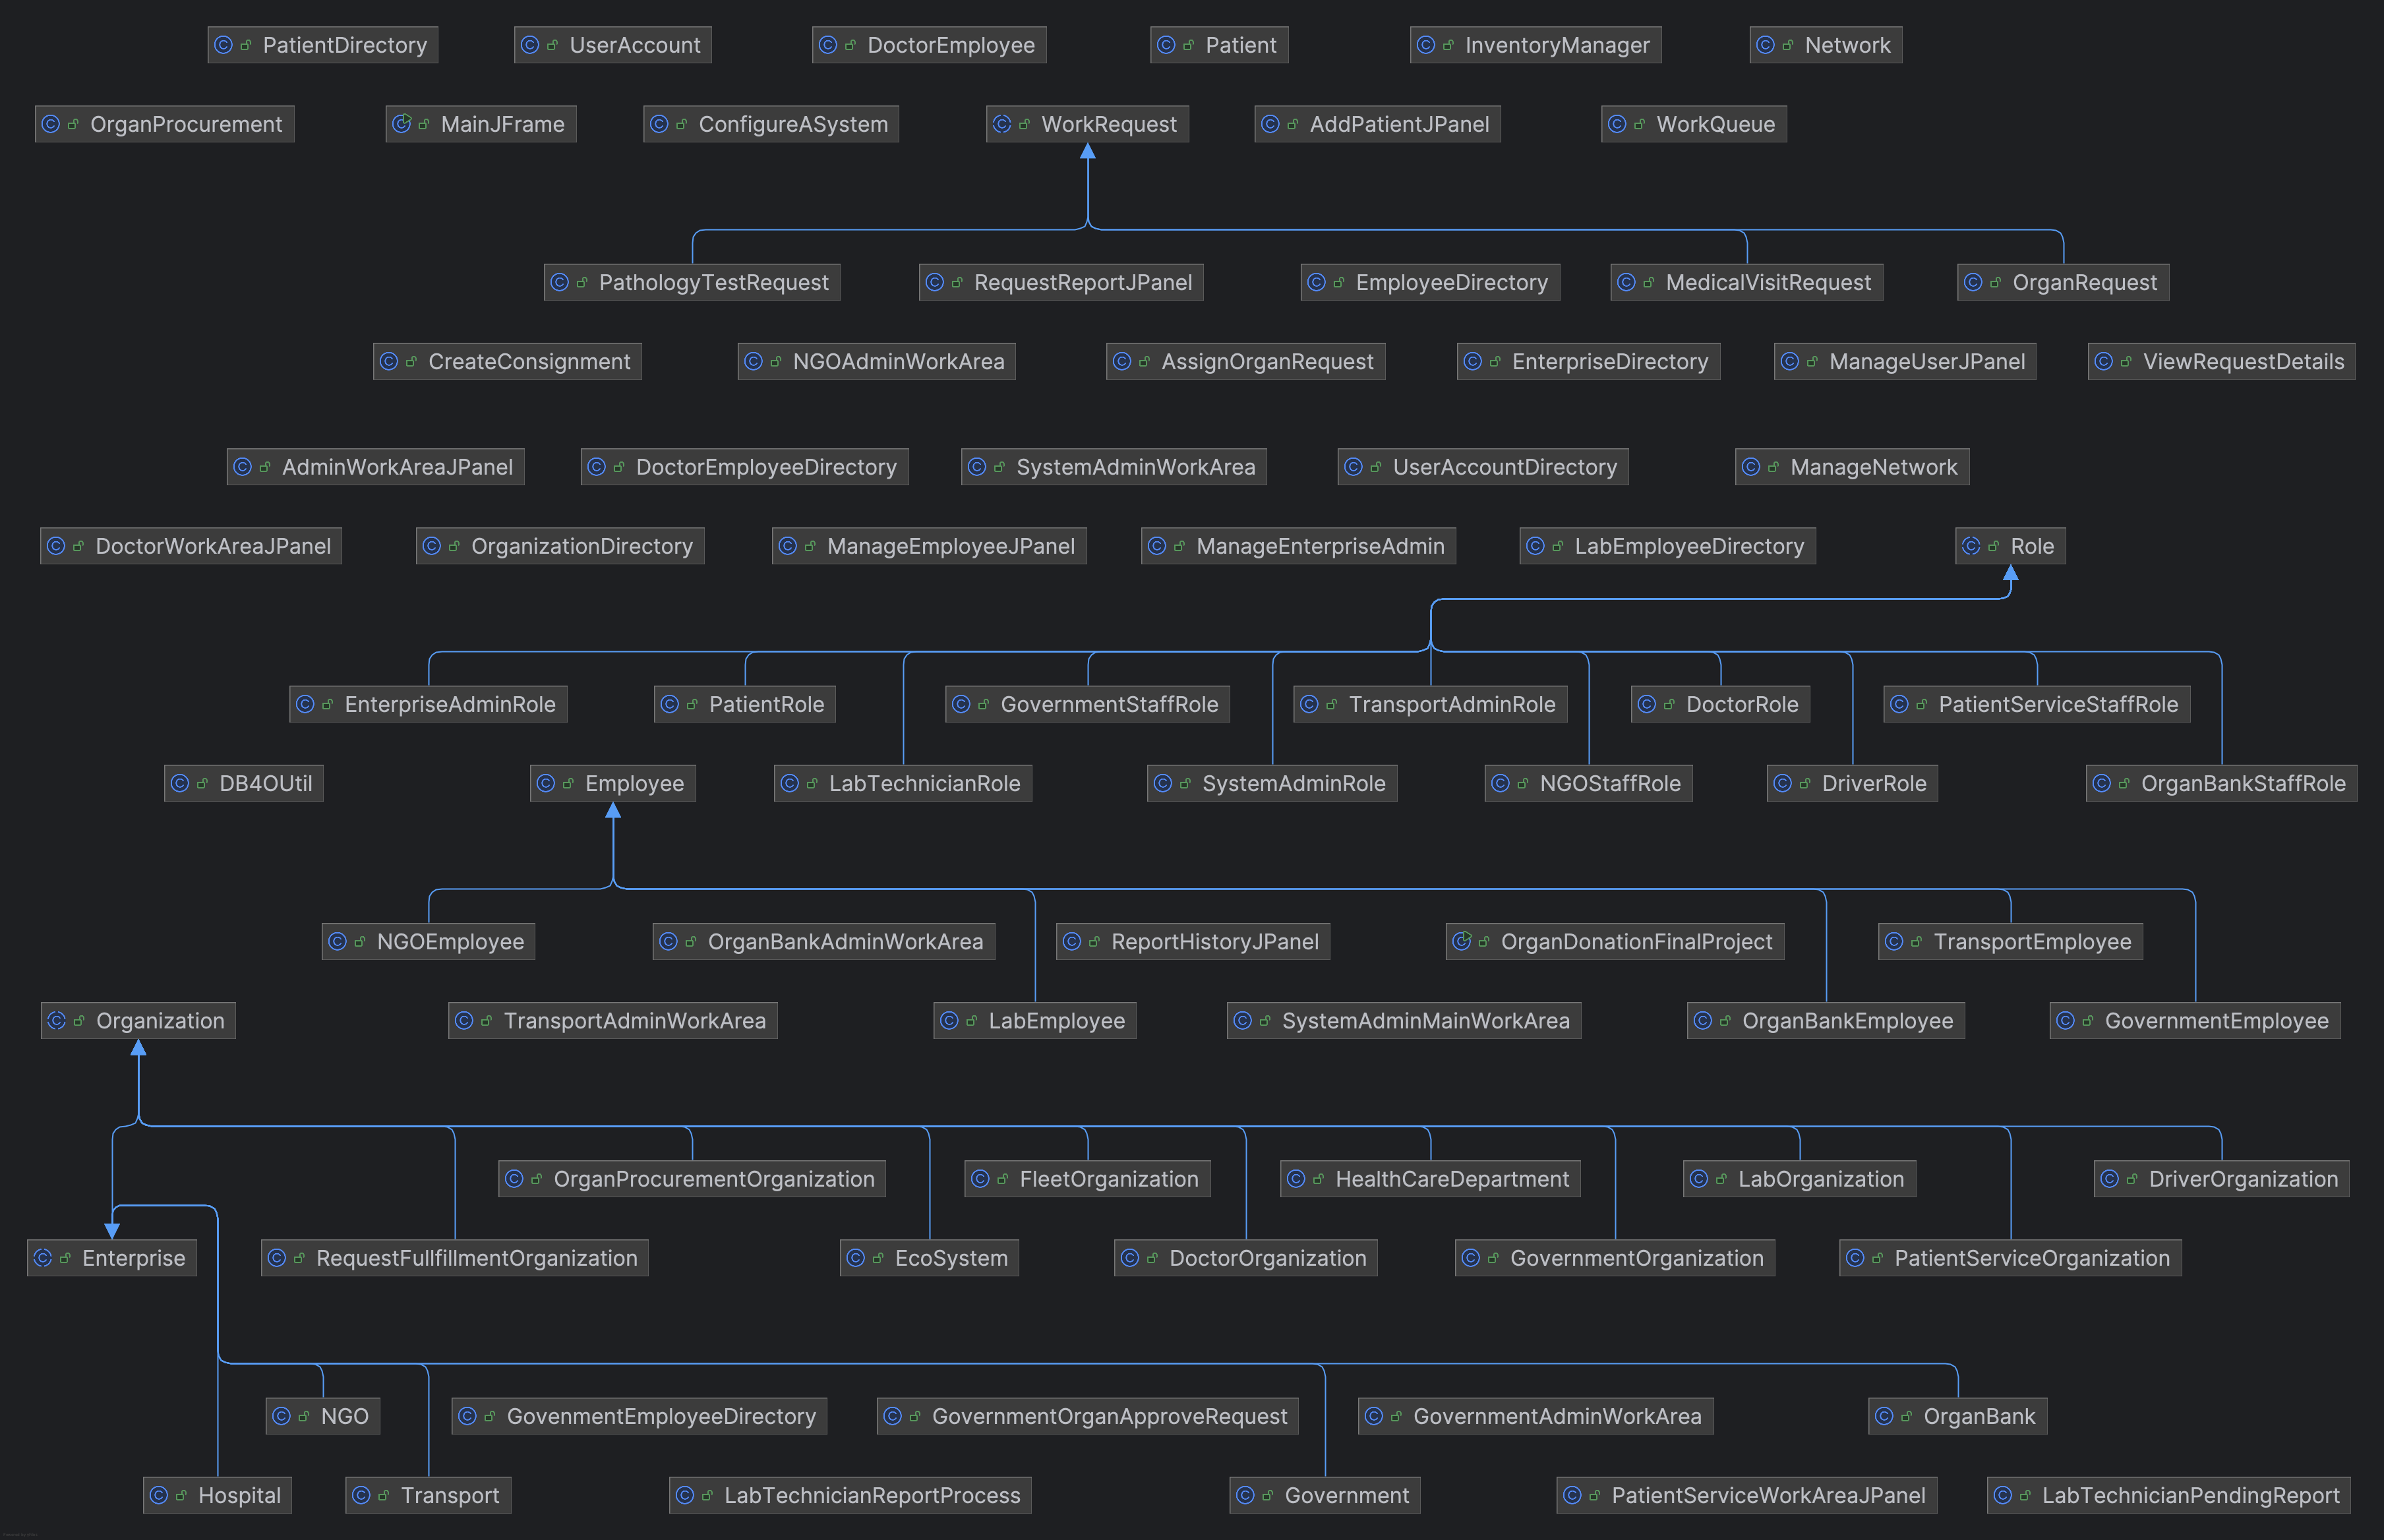 PatientDirectory
UserAccount
DoctorEmployee
Patient
InventoryManager
Network
OrganProcurement
MainJFrame
ConfigureASystem
WorkRequest
AddPatientJPanel
WorkQueue
PathologyTestRequest
RequestReportJPanel
EmployeeDirectory
MedicalVisitRequest
OrganRequest
CreateConsignment
NGOAdminWorkArea
AssignOrganRequest
EnterpriseDirectory
ManageUserJPanel
ViewRequestDetails
AdminWorkAreaJPanel
DoctorEmployeeDirectory
SystemAdminWorkArea
UserAccountDirectory
ManageNetwork
DoctorWorkAreaJPanel
OrganizationDirectory
ManageEmployeeJPanel
ManageEnterpriseAdmin
LabEmployeeDirectory
Role
EnterpriseAdminRole
PatientRole
GovernmentStaffRole
TransportAdminRole
DoctorRole
PatientServiceStaffRole
DB4OUtil
Employee
LabTechnicianRole
SystemAdminRole
NGOStaffRole
DriverRole
OrganBankStaffRole
NGOEmployee
OrganBankAdminWorkArea
ReportHistoryJPanel
OrganDonationFinalProject
TransportEmployee
Organization
TransportAdminWorkArea
LabEmployee
SystemAdminMainWorkArea
OrganBankEmployee
GovernmentEmployee
OrganProcurementOrganization
FleetOrganization
HealthCareDepartment
LabOrganization
DriverOrganization
Enterprise
RequestFullfillmentOrganization
EcoSystem
DoctorOrganization
GovernmentOrganization
PatientServiceOrganization
NGO
GovenmentEmployeeDirectory
GovernmentOrganApproveRequest
GovernmentAdminWorkArea
OrganBank
Hospital
Transport
LabTechnicianReportProcess
Government
PatientServiceWorkAreaJPanel
LabTechnicianPendingReport